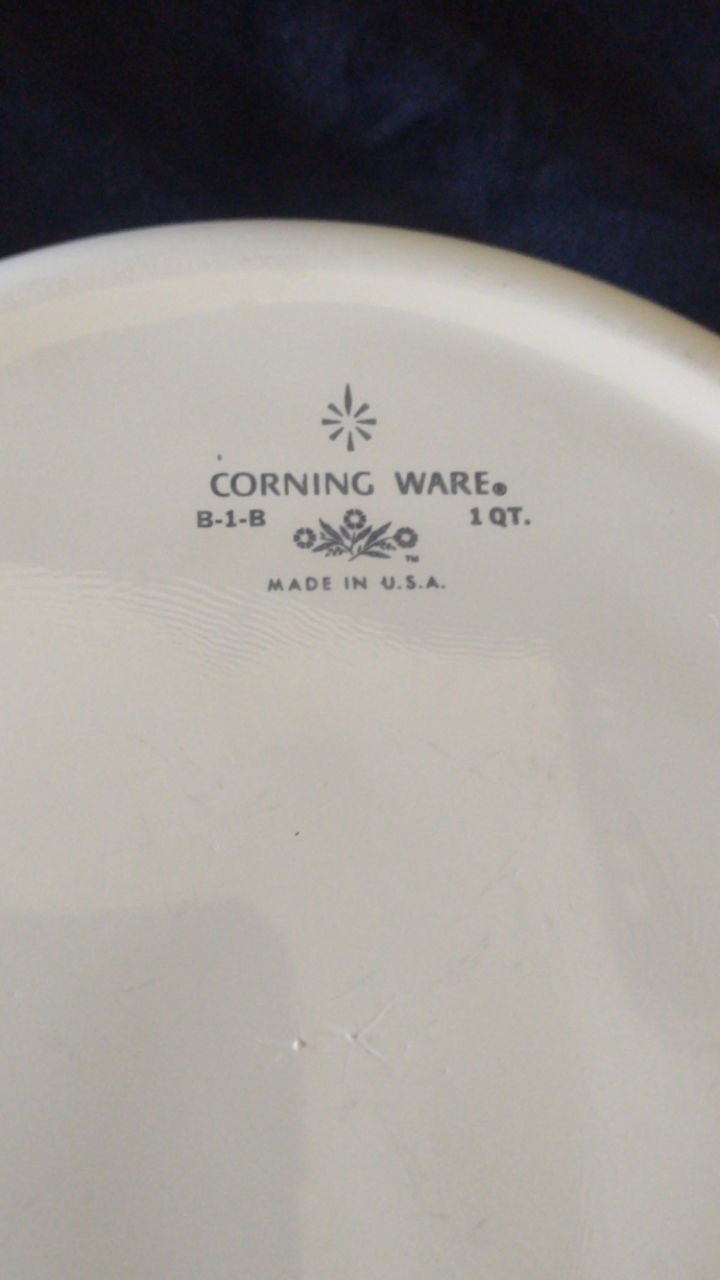 CORNING WARE®
B-1-B 1 QT.
™
MADE IN U.S.A.